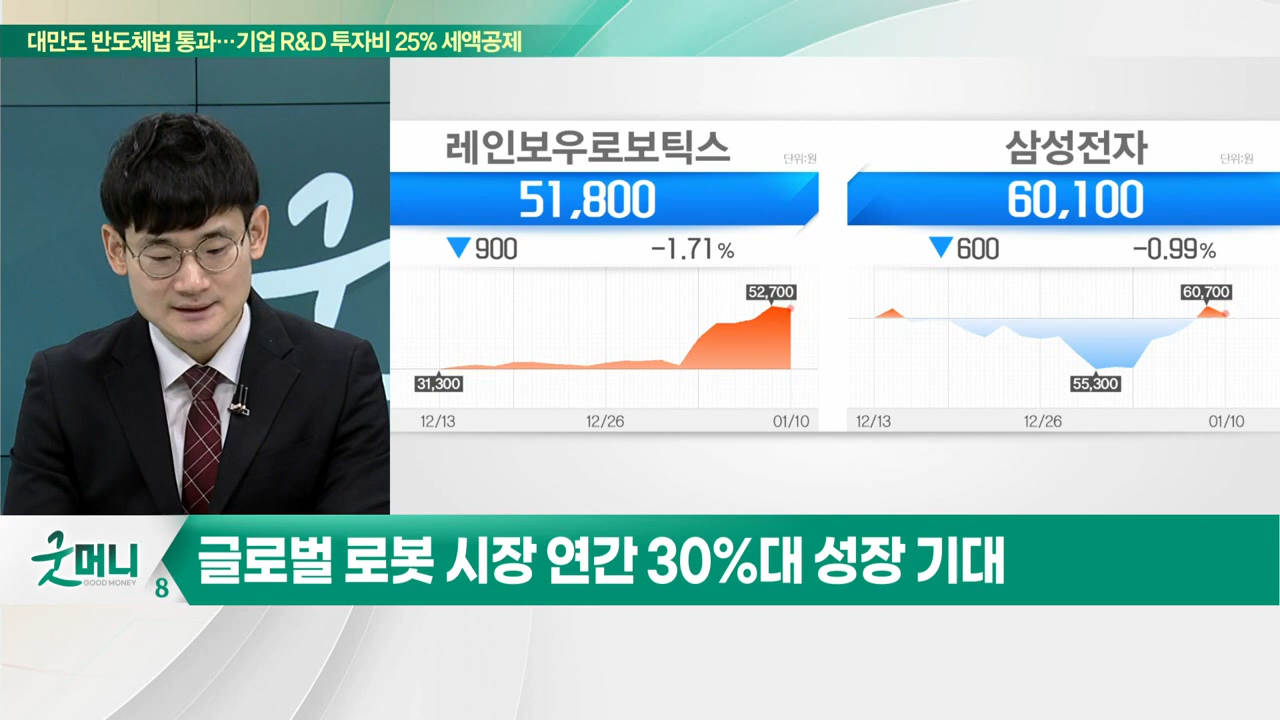 대만도 반도체법 통과…기업 R&D 투자비 25% 세액공제
레인보우로보틱스
단위:원
51,800
▼900 -1.71%
52,700
31,300
12/13 12/26 01/10
삼성전자
단위:원
60,100
▼600 -0.99%
60,700
55,300
12/13 12/26 01/10
굿머니
GOOD MONEY
8
글로벌 로봇 시장 연간 30%대 성장 기대